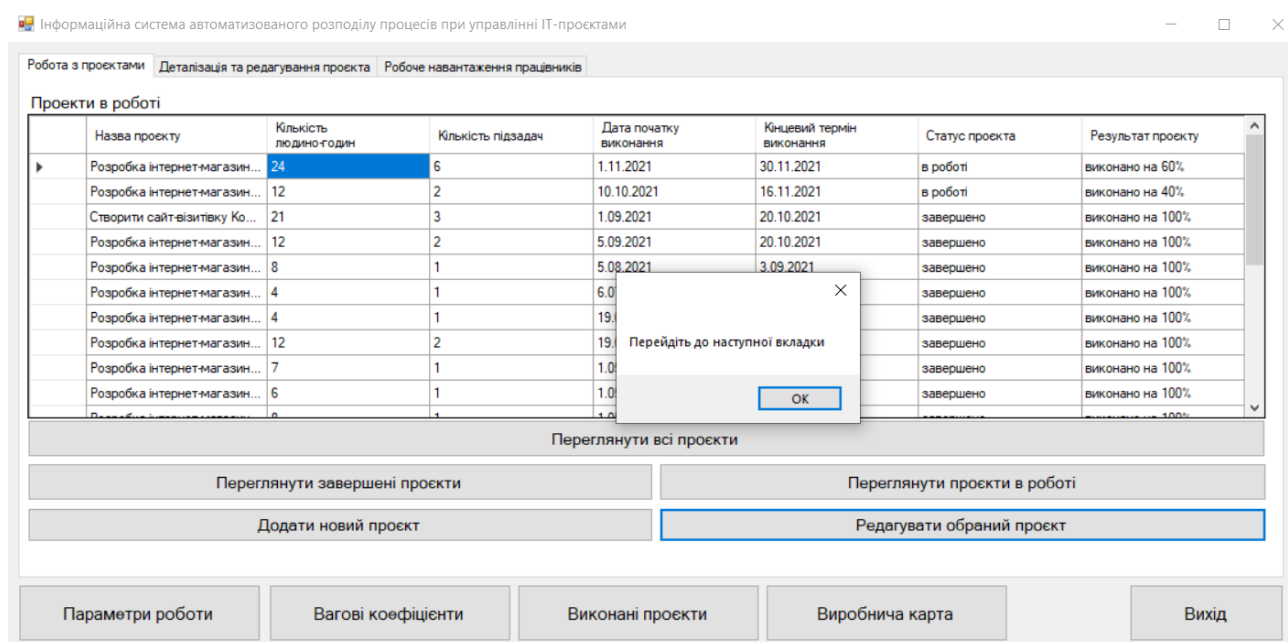 Інформаційна система автоматизованого розподілу процесів при управлінні ІТ-проєктами
Робота з проєктами Деталізація та редагування проєкта Робоче навантаження працівників
Проекти в роботі
Назва проєкту Кількість людино-годин Кількість підзадач Дата початку виконання Кінцевий термін виконання Статус проєкта Результат проєкту
Розробка інтернет-магазин... 24 6 1.11.2021 30.11.2021 в роботі виконано на 60%
Розробка інтернет-магазин... 12 2 10.10.2021 16.11.2021 в роботі виконано на 40%
Створити сайт-візитівку Ко... 21 3 1.09.2021 20.10.2021 завершено виконано на 100%
Розробка інтернет-магазин... 12 2 5.09.2021 20.10.2021 завершено виконано на 100%
Розробка інтернет-магазин... 8 1 5.08.2021 3.09.2021 завершено виконано на 100%
Розробка інтернет-магазин... 4 1 завершено виконано на 100%
Розробка інтернет-магазин... 4 1 19. завершено виконано на 100%
Розробка інтернет-магазин... 12 2 19. завершено виконано на 100%
Розробка інтернет-магазин... 7 1 завершено виконано на 100%
Розробка інтернет-магазин... 6 1 завершено виконано на 100%
Перейдіть до наступної вкладки
ОК
Переглянути всі проєкти
Переглянути завершені проєкти Переглянути проєкти в роботі
Додати новий проєкт Редагувати обраний проєкт
Параметри роботи Вагові коефіцієнти Виконані проєкти Виробнича карта Вихід